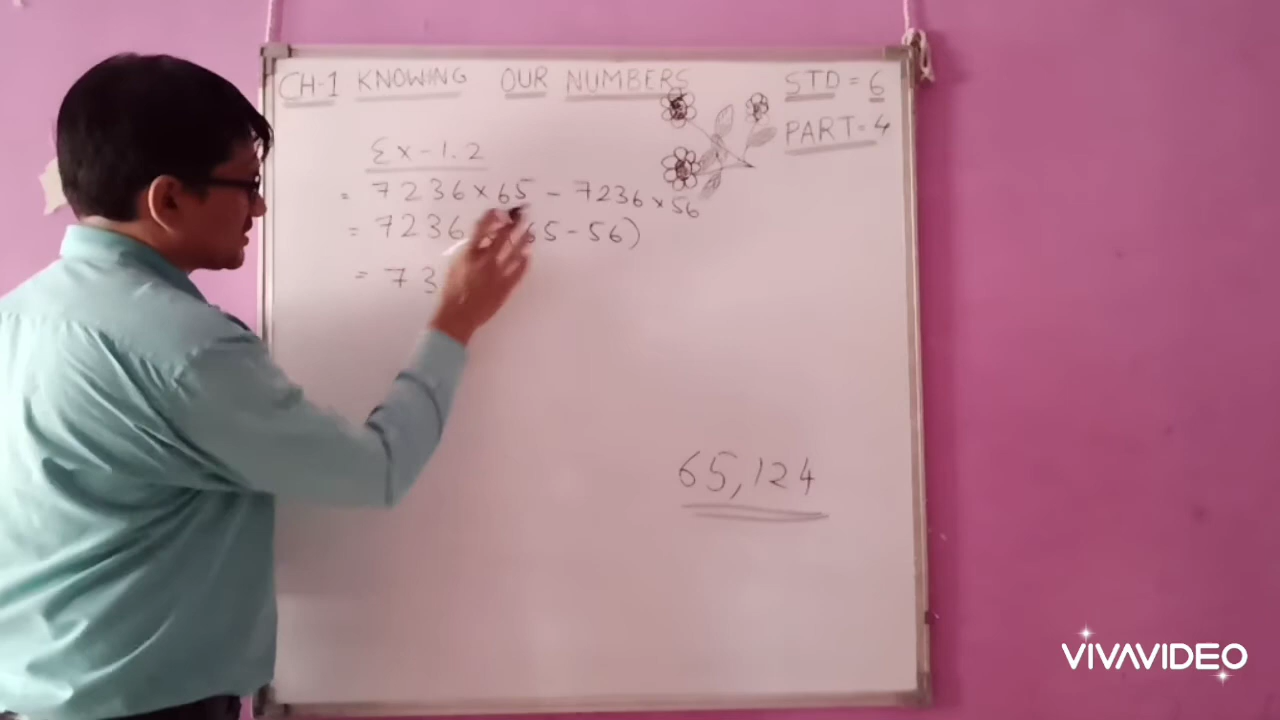 CH-1 KNOWING OUR NUMBERS
STD = 6
PART-4
Ex-1.2
= 7236 × 65 - 7236 × 56
= 7236 65 - 56)
= 73
65,124
VIVAVIDEO